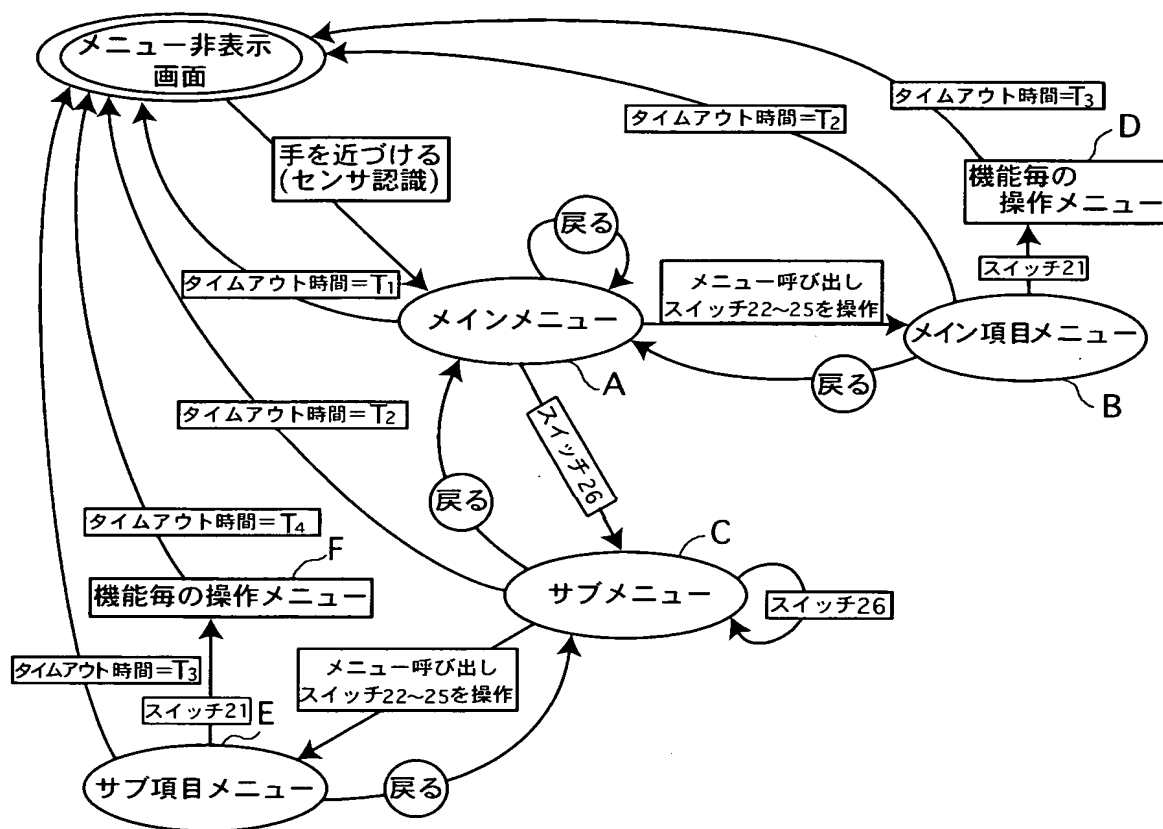 メニュー非表示
画面
タイムアウト時間=T3
タイムアウト時間=T2
D
手を近づける
(センサ認識)
機能毎の
操作メニュー
戻る
スイッチ21
タイムアウト時間=T1
メニュー呼び出し
スイッチ22~25を操作
メインメニュー
メイン項目メニュー
A
戻る
B
タイムアウト時間=T2
スイッチ26
戻る
タイムアウト時間=T4
C
F
機能毎の操作メニュー
サブメニュー
スイッチ26
タイムアウト時間=T3
メニュー呼び出し
スイッチ22~25を操作
スイッチ21
E
サブ項目メニュー
戻る